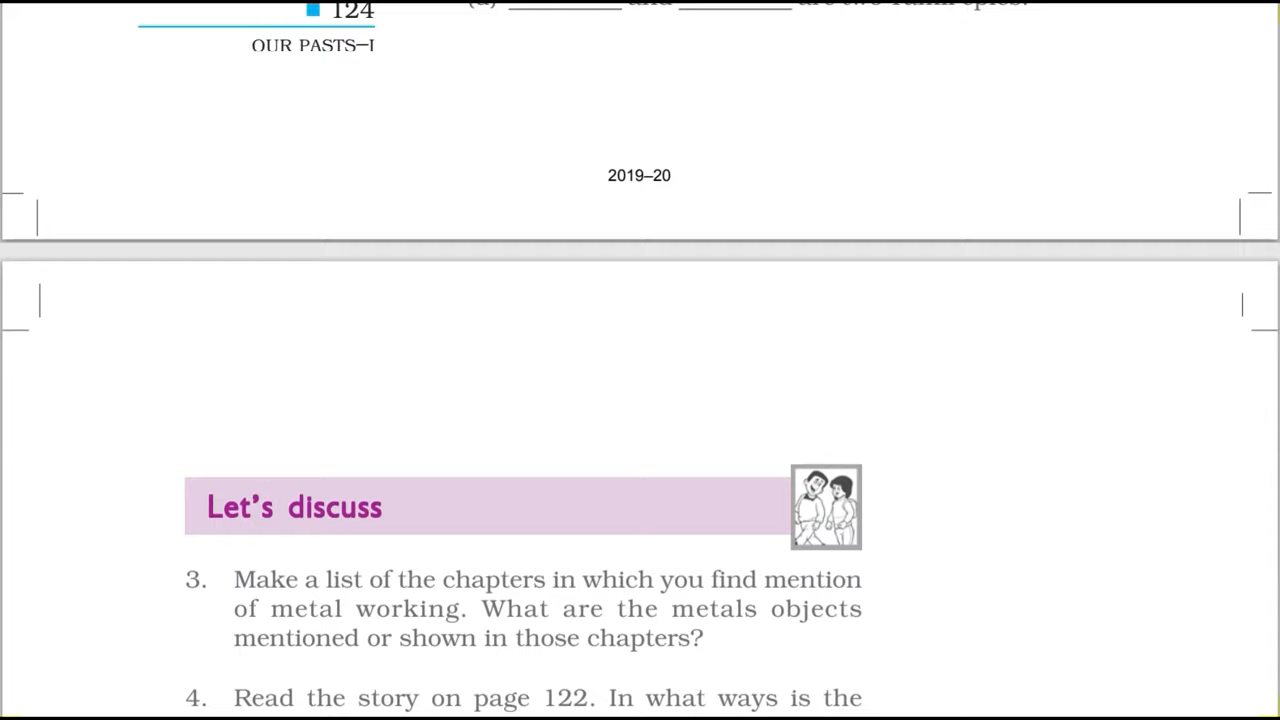 124
OUR PASTS—I
and
2019–20
Let's discuss
3. Make a list of the chapters in which you find mention
of metal working. What are the metals objects
mentioned or shown in those chapters?
4. Read the story on page 122. In what ways is the